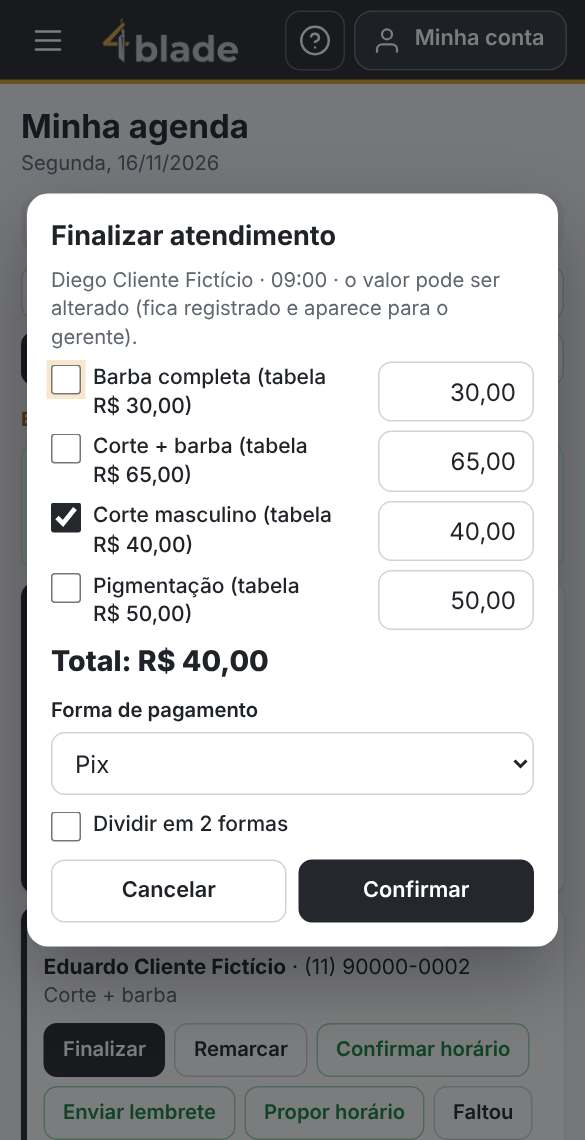 4blade
Minha conta
Minha agenda
Segunda, 16/11/2026
Finalizar atendimento
Diego Cliente Fictício · 09:00 · o valor pode ser
alterado (fica registrado e aparece para o
gerente).
Barba completa (tabela
R$ 30,00)
30,00
Corte + barba (tabela
R$ 65,00)
65,00
Corte masculino (tabela
R$ 40,00)
40,00
Pigmentação (tabela
R$ 50,00)
50,00
Total: R$ 40,00
Forma de pagamento
Pix
Dividir em 2 formas
Cancelar
Confirmar
Eduardo Cliente Fictício · (11) 90000-0002
Corte + barba
Finalizar
Remarcar
Confirmar horário
Enviar lembrete
Propor horário
Faltou